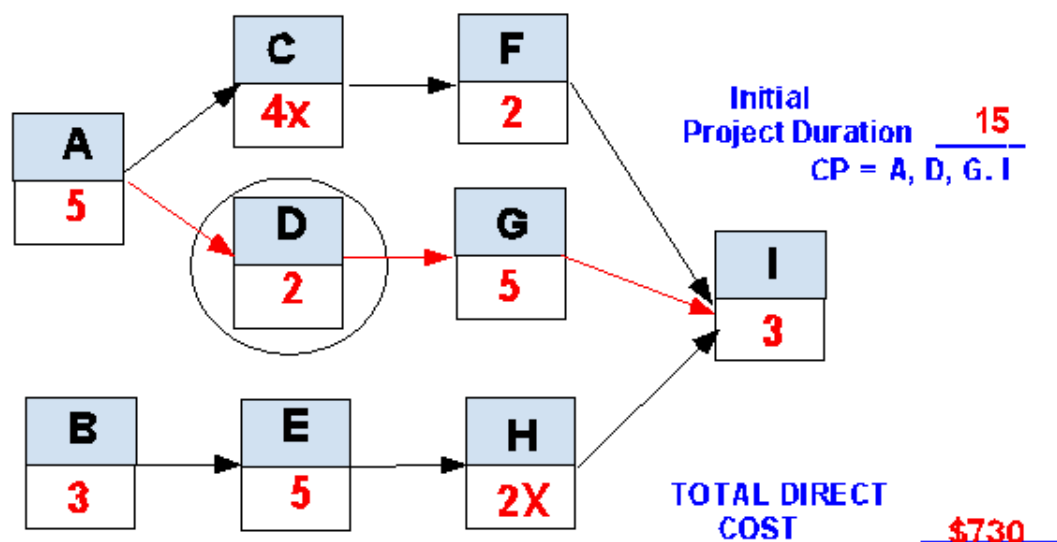 C
4x
F
2
Initial
Project Duration 15
CP = A, D, G. I
A
5
D
2
G
5
I
3
B
3
E
5
H
2X
TOTAL DIRECT
COST $730